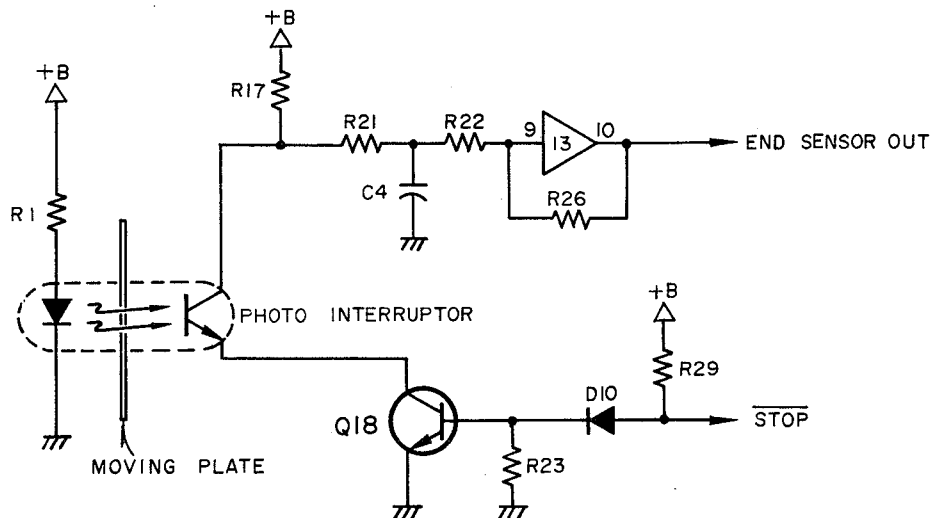 +B
+B
R17
R21
R22
9
13
10
END SENSOR OUT
C4
R26
R1
PHOTO INTERRUPTOR
+B
R29
D10
STOP
Q18
R23
MOVING PLATE